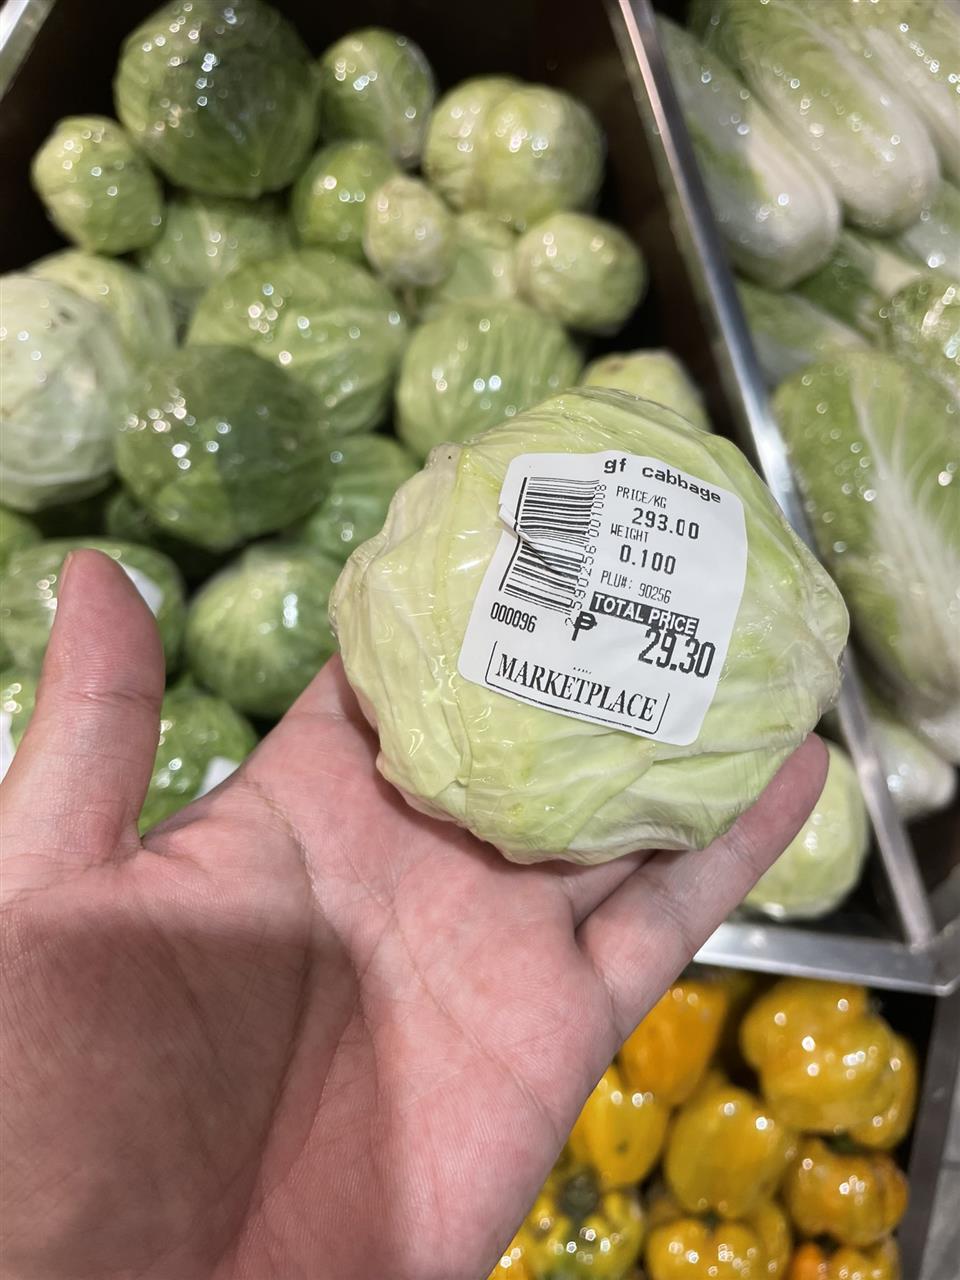 gf cabbage
PRICE/KG
293.00
WEIGHT
0.100
PLU#: 90256
TOTAL PRICE
₱ 29.30
000096
MARKETPLACE